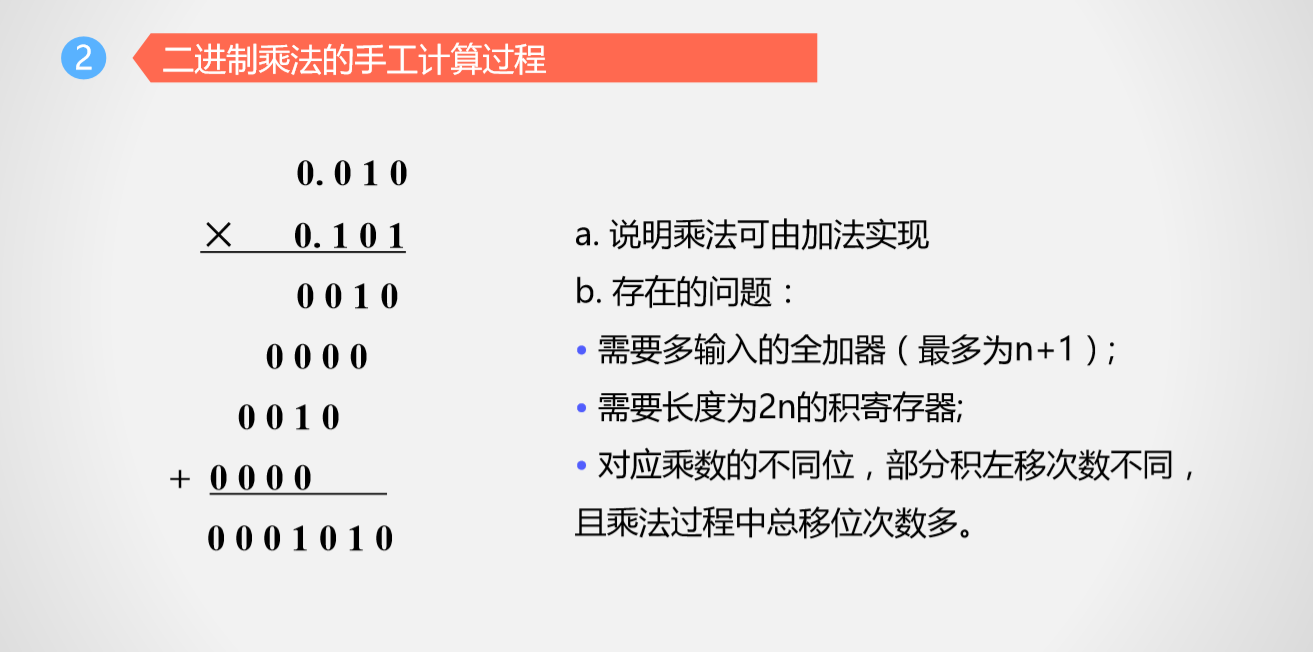 2 二进制乘法的手工计算过程
0. 0 1 0
× 0. 1 0 1
0 0 1 0
0 0 0 0
0 0 1 0
+ 0 0 0 0
0 0 0 1 0 1 0
a. 说明乘法可由加法实现
b. 存在的问题：
• 需要多输入的全加器（最多为n+1）;
• 需要长度为2n的积寄存器;
• 对应乘数的不同位，部分积左移次数不同，
且乘法过程中总移位次数多。